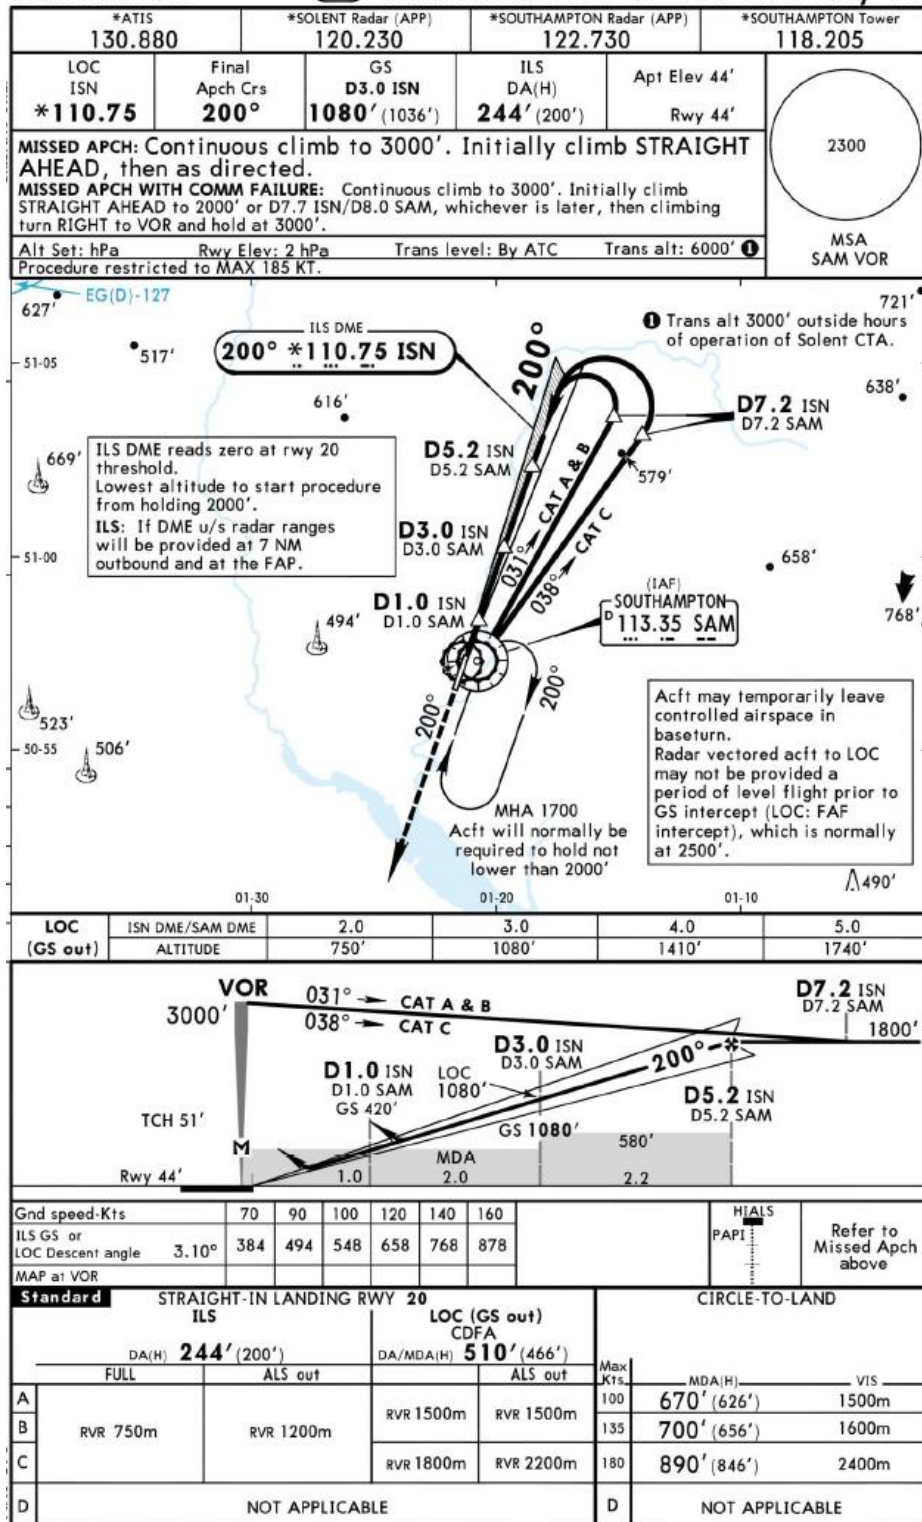 *ATIS
130.880
*SOLENT Radar (APP)
120.230
*SOUTHAMPTON Radar (APP)
122.730
*SOUTHAMPTON Tower
118.205
LOC
ISN
*110.75
Final
Apch Crs
200°
GS
D3.0 ISN
1080' (1036')
ILS
DA(H)
244' (200')
Apt Elev 44'
Rwy 44'
2300
MSA
SAM VOR
MISSED APCH: Continuous climb to 3000'. Initially climb STRAIGHT
AHEAD, then as directed.
MISSED APCH WITH COMM FAILURE: Continuous climb to 3000'. Initially climb
STRAIGHT AHEAD to 2000' or D7.7 ISN/D8.0 SAM, whichever is later, then climbing
turn RIGHT to VOR and hold at 3000'.
Alt Set: hPa Rwy Elev: 2 hPa Trans level: By ATC Trans alt: 6000' 1
Procedure restricted to MAX 185 KT.
EG(D)-127
627'
721'
ILS DME
200° *110.75 ISN
200°
1 Trans alt 3000' outside hours
of operation of Solent CTA.
51-05
517'
638'
616'
D7.2 ISN
D7.2 SAM
D5.2 ISN
D5.2 SAM
579'
669'
ILS DME reads zero at rwy 20
threshold.
Lowest altitude to start procedure
from holding 2000'.
ILS: If DME u/s radar ranges
will be provided at 7 NM
outbound and at the FAP.
D3.0 ISN
D3.0 SAM
031° CAT A & B
038° CAT C
51-00
658'
(IAF)
SOUTHAMPTON
D 113.35 SAM
768'
D1.0 ISN
D1.0 SAM
494'
200°
200°
523'
506'
50-55
Acft may temporarily leave
controlled airspace in
baseturn.
Radar vectored acft to LOC
may not be provided a
period of level flight prior to
GS intercept (LOC: FAF
intercept), which is normally
at 2500'.
MHA 1700
Acft will normally be
required to hold not
lower than 2000'
490'
01-30 01-20 01-10
LOC
(GS out)
ISN DME/SAM DME 2.0 3.0 4.0 5.0
ALTITUDE 750' 1080' 1410' 1740'
VOR
3000'
031° CAT A & B
038° CAT C
D7.2 ISN
D7.2 SAM
1800'
D3.0 ISN
D3.0 SAM
200°
D1.0 ISN
D1.0 SAM
GS 420'
LOC
1080'
D5.2 ISN
D5.2 SAM
TCH 51'
GS 1080'
580'
M
MDA
Rwy 44'
1.0 2.0 2.2
Gnd speed-Kts 70 90 100 120 140 160
ILS GS or
LOC Descent angle 3.10° 384 494 548 658 768 878
MAP at VOR
HIALS
PAPI
Refer to
Missed Apch
above
Standard STRAIGHT-IN LANDING RWY 20
ILS
DA(H) 244' (200')
FULL ALS out
LOC (GS out)
CDFA
DA/MDA(H) 510' (466')
ALS out
CIRCLE-TO-LAND
Max
Kts MDA(H) VIS
A
B
C
RVR 750m RVR 1200m
RVR 1500m RVR 1500m
RVR 1800m RVR 2200m
100 670' (626') 1500m
135 700' (656') 1600m
180 890' (846') 2400m
D NOT APPLICABLE
D NOT APPLICABLE